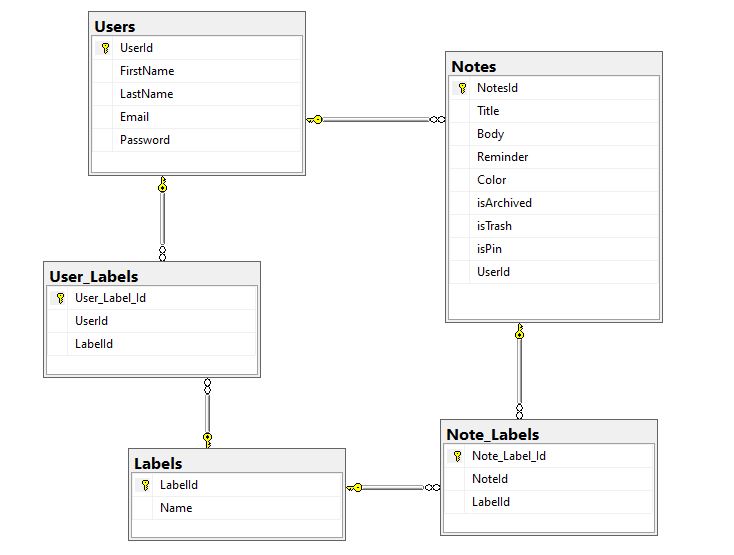 Users
UserId
FirstName
LastName
Email
Password
Notes
NotesId
Title
Body
Reminder
Color
isArchived
isTrash
isPin
UserId
User_Labels
User_Label_Id
UserId
LabelId
Labels
LabelId
Name
Note_Labels
Note_Label_Id
NoteId
LabelId